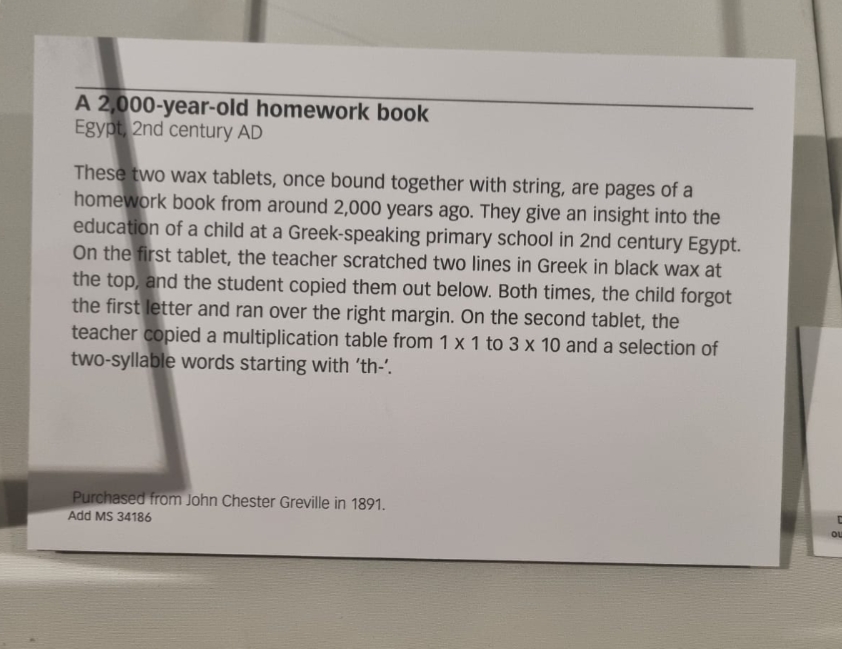 A 2,000-year-old homework book
Egypt, 2nd century AD
These two wax tablets, once bound together with string, are pages of a
homework book from around 2,000 years ago. They give an insight into the
education of a child at a Greek-speaking primary school in 2nd century Egypt.
On the first tablet, the teacher scratched two lines in Greek in black wax at
the top, and the student copied them out below. Both times, the child forgot
the first letter and ran over the right margin. On the second tablet, the
teacher copied a multiplication table from 1 x 1 to 3 x 10 and a selection of
two-syllable words starting with ‘th-’.
Purchased from John Chester Greville in 1891.
Add MS 34186